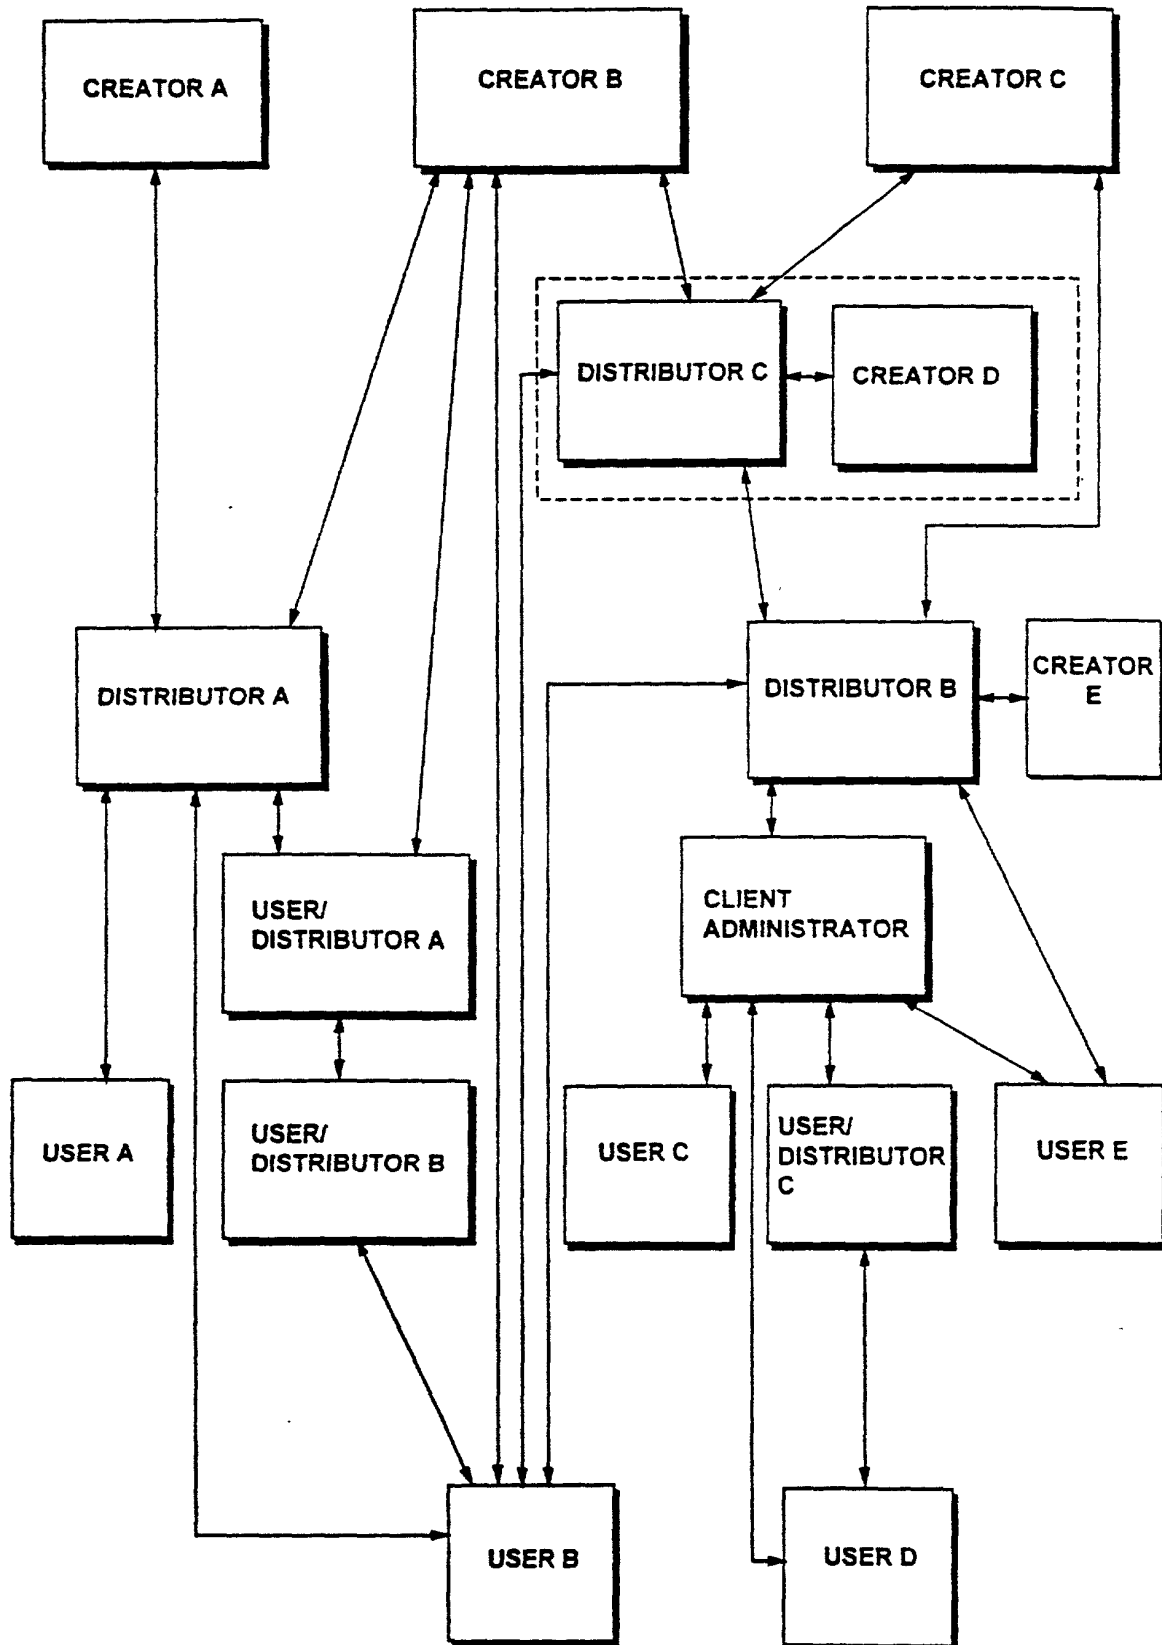 CREATOR A
CREATOR B
CREATOR C
DISTRIBUTOR C
CREATOR D
DISTRIBUTOR A
DISTRIBUTOR B
CREATOR
E
USER/
DISTRIBUTOR A
CLIENT
ADMINISTRATOR
USER A
USER/
DISTRIBUTOR B
USER C
USER/
DISTRIBUTOR
C
USER E
USER B
USER D